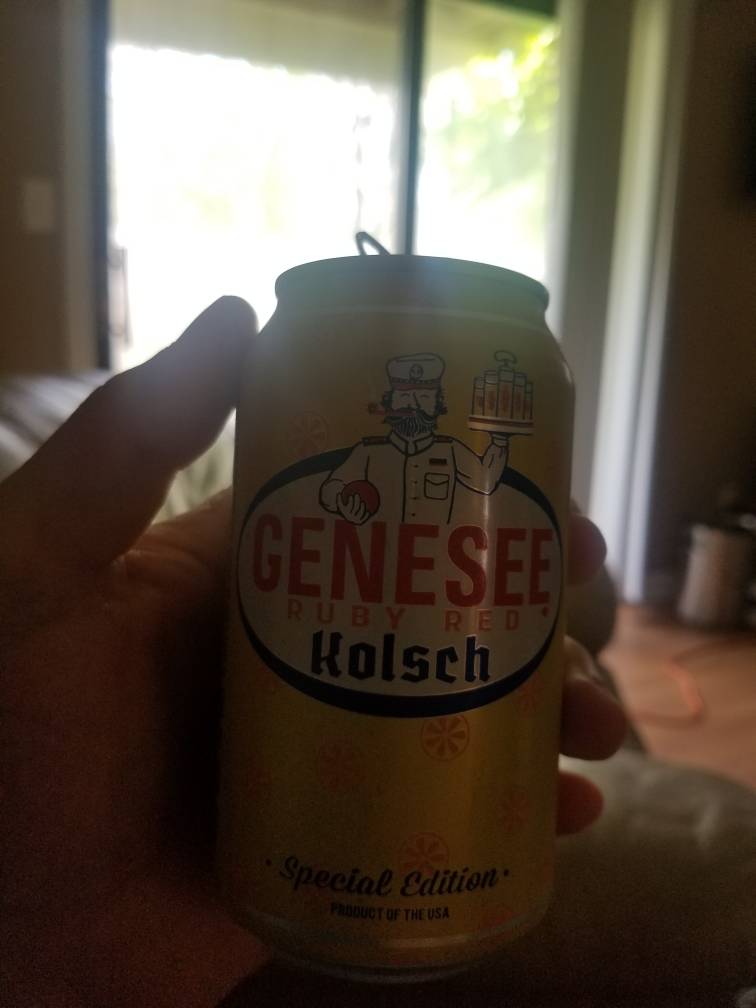 GENESEE
RUBY RED
Kolsch
• Special Edition •
PRODUCT OF THE USA